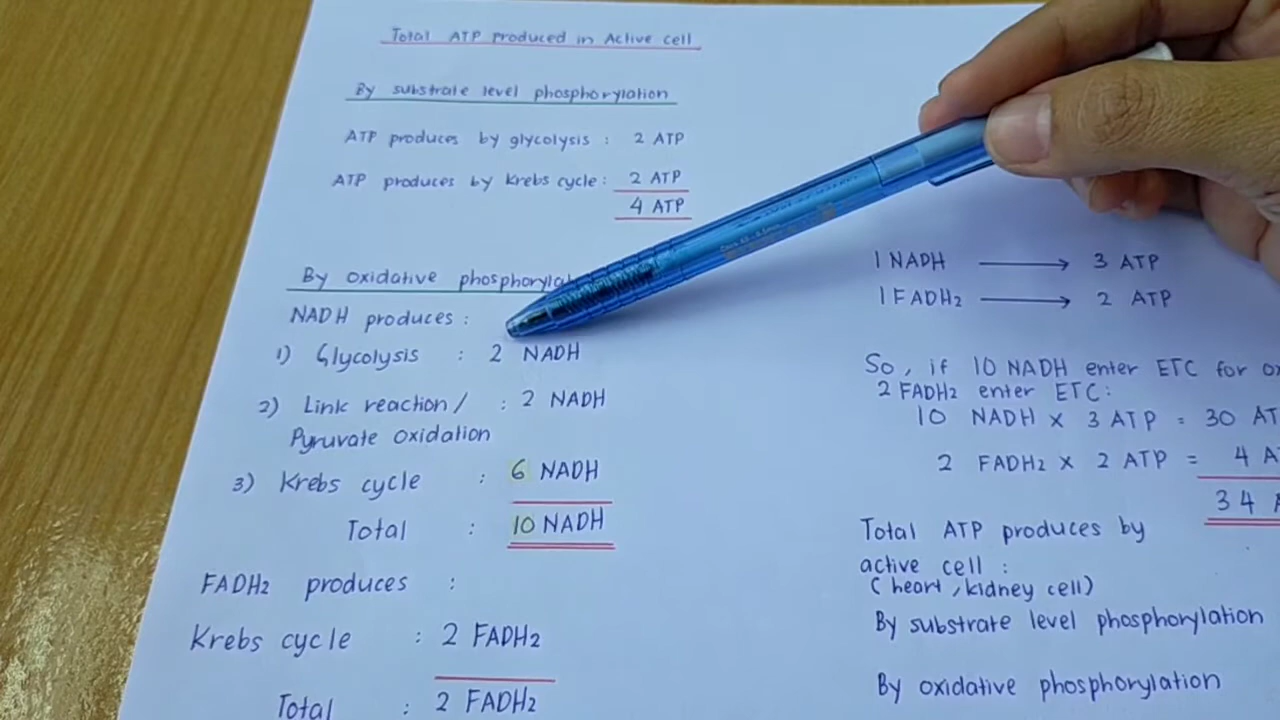 Total ATP produced in Active cell
By substrate level phosphorylation
ATP produces by glycolysis : 2 ATP
ATP produces by Krebs cycle : 2 ATP
4 ATP
By oxidative
NADH produces :
1) Glycolysis : 2 NADH
2) Link reaction / : 2 NADH
Pyruvate Oxidation
3) Krebs cycle : 6 NADH
Total : 10 NADH
FADH2 produces :
Krebs cycle : 2 FADH2
Total : 2 FADH2
1 NADH → 3 ATP
1 FADH2 → 2 ATP
So, if 10 NADH enter ETC for
2 FADH2 enter ETC:
10 NADH x 3 ATP = 30
2 FADH2 x 2 ATP = 4
34
Total ATP produces by
active cell :
(heart, kidney cell)
By substrate level phosphorylation
By oxidative phosphorylation